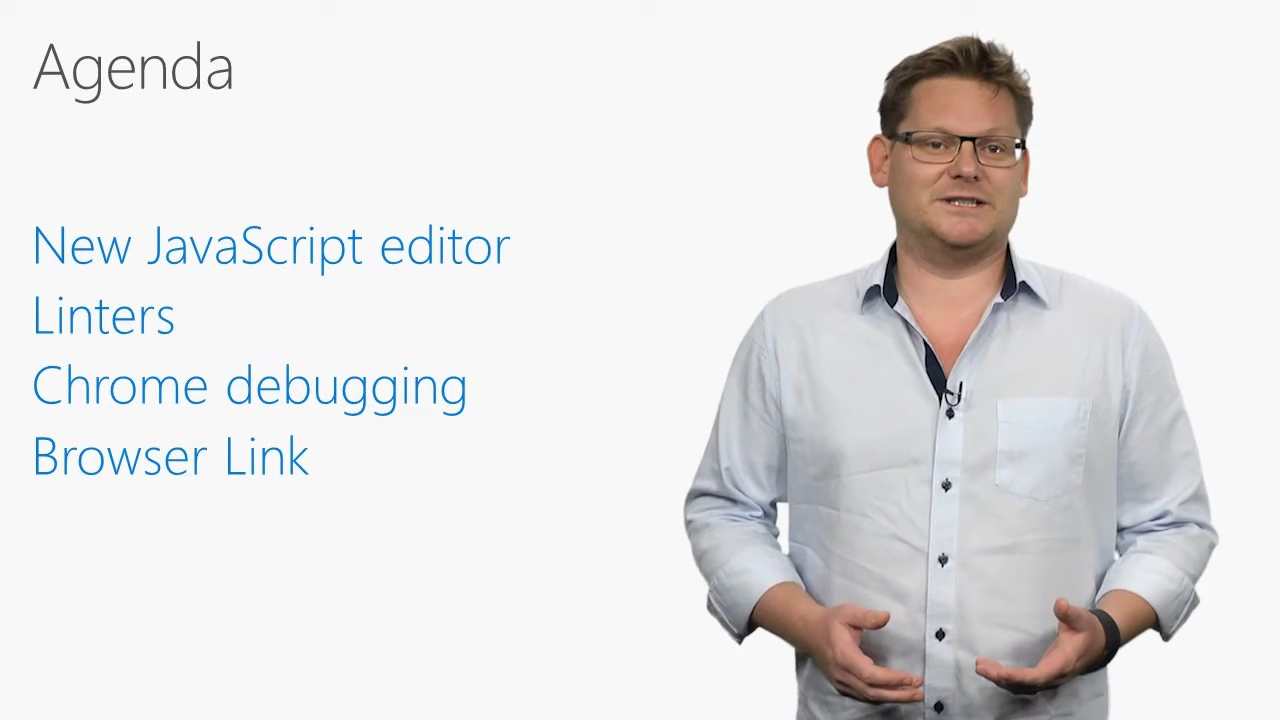 Agenda
New JavaScript editor
Linters
Chrome debugging
Browser Link